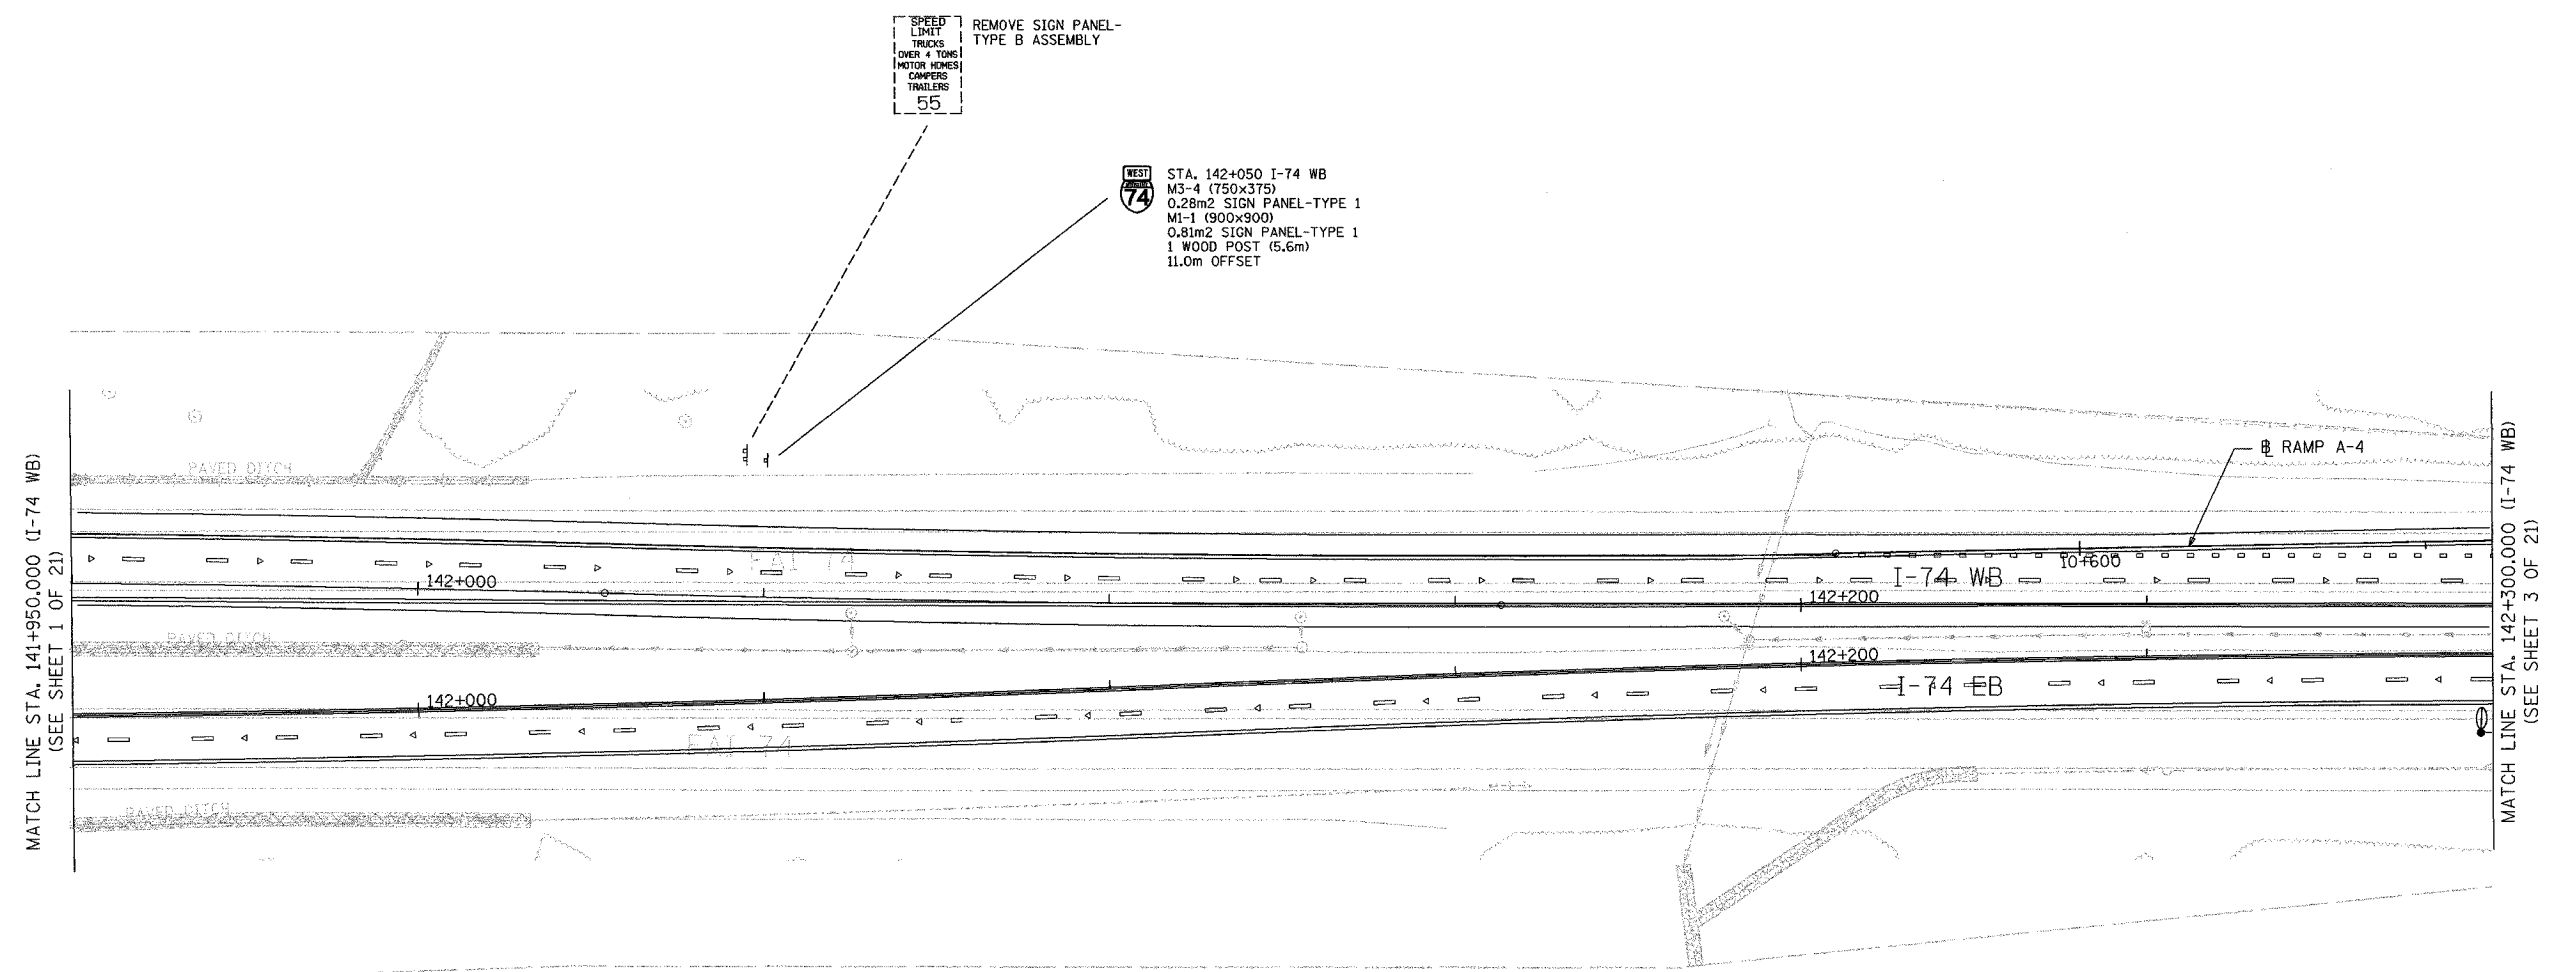 SPEED
LIMIT
TRUCKS
OVER 4 TONS
MOTOR HOMES
CAMPERS
TRAILERS
55
REMOVE SIGN PANEL-
TYPE B ASSEMBLY
WEST
INTERSTATE
74
STA. 142+050 I-74 WB
M3-4 (750x375)
0.28m2 SIGN PANEL-TYPE 1
M1-1 (900x900)
0.81m2 SIGN PANEL-TYPE 1
1 WOOD POST (5.6m)
11.0m OFFSET
MATCH LINE STA. 141+950.000 (I-74 WB)
(SEE SHEET 1 OF 21)
PAVED DITCH
FAI 74
142+000
I-74 WB
10+600
142+200
℄ RAMP A-4
PAVED DITCH
142+200
142+000
I-74 EB
FAI 74
PAVED DITCH
MATCH LINE STA. 142+300.000 (I-74 WB)
(SEE SHEET 3 OF 21)